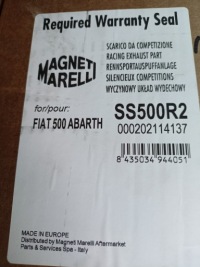 Required Warranty Seal
MAGNETI
MARELLI
SCARICO DA COMPETIZIONE
RACING EXHAUST PART
RENNSPORTAUSPUFFANLAGE
SILENCIEUX COMPETITIONS
WYCZYNOWY UKŁAD WYDECHOWY
for/pour:
FIAT 500 ABARTH
SS500R2
000202114137
8 435034 944051
MADE IN EUROPE
Distributed by Magneti Marelli Aftermarket
Parts & Services Spa - Italy